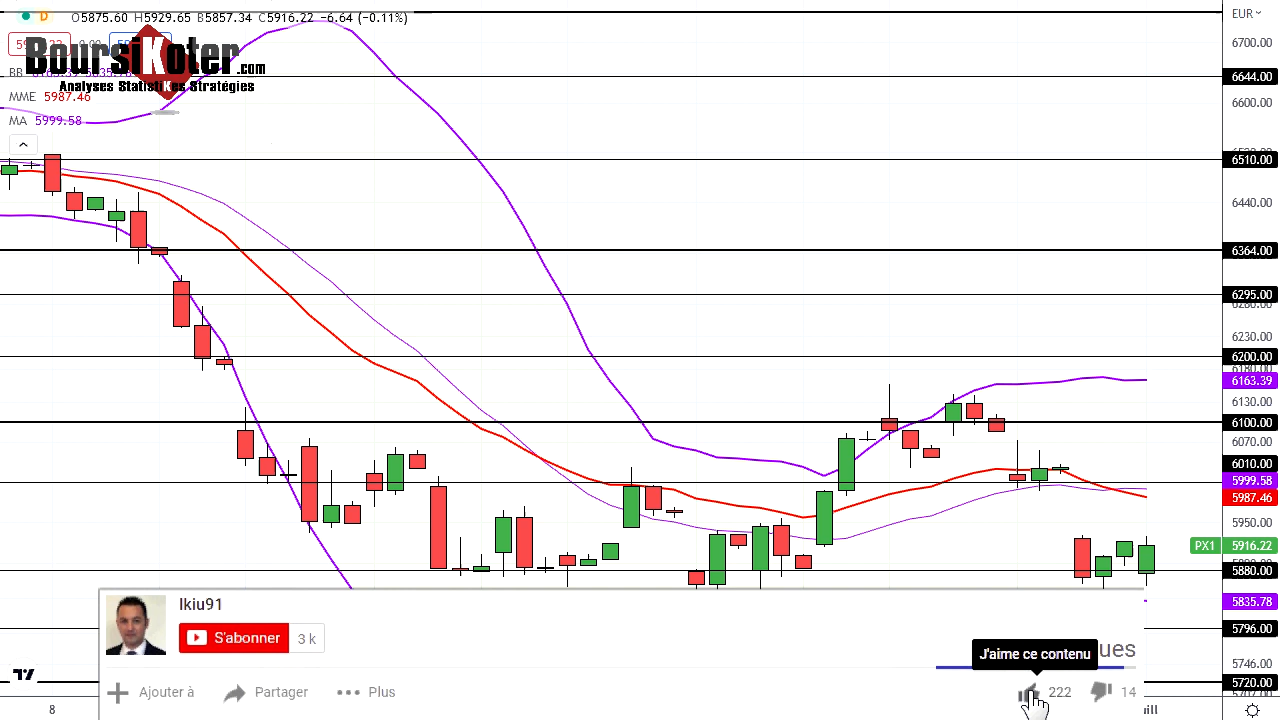 D O5875.60 H5929.65 B5857.34 C5916.22 -6.64 (-0.11%)
EUR
BoursiKoter.com
Analyses StatistiKes Stratégies
BB
MME 5987.46
MA 5999.58
6700.00
6644.00
6600.00
6510.00
6440.00
6364.00
6295.00
6230.00
6200.00
6163.39
6130.00
6100.00
6070.00
6010.00
5999.58
5987.46
5950.00
PX1 5916.22
5880.00
5835.78
5796.00
5746.00
5720.00
Ikiu91
S'abonner 3 k
J'aime ce contenu
ues
Ajouter à Partager Plus 222 14
8 uill